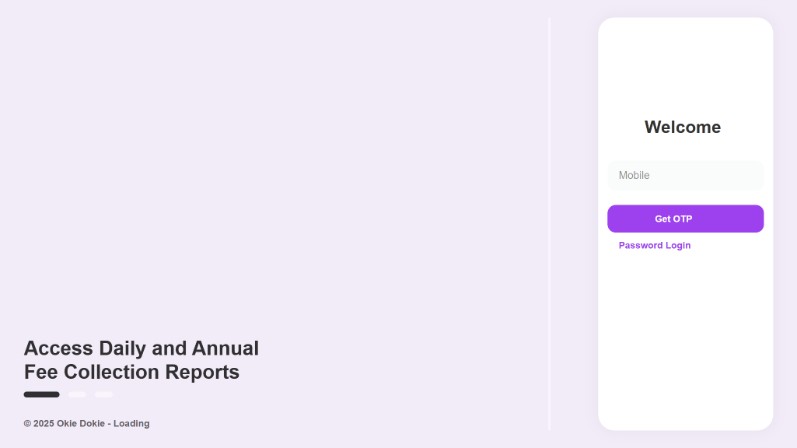 Welcome
Mobile
Get OTP
Password Login
Access Daily and Annual
Fee Collection Reports
© 2025 Okie Dokie - Loading